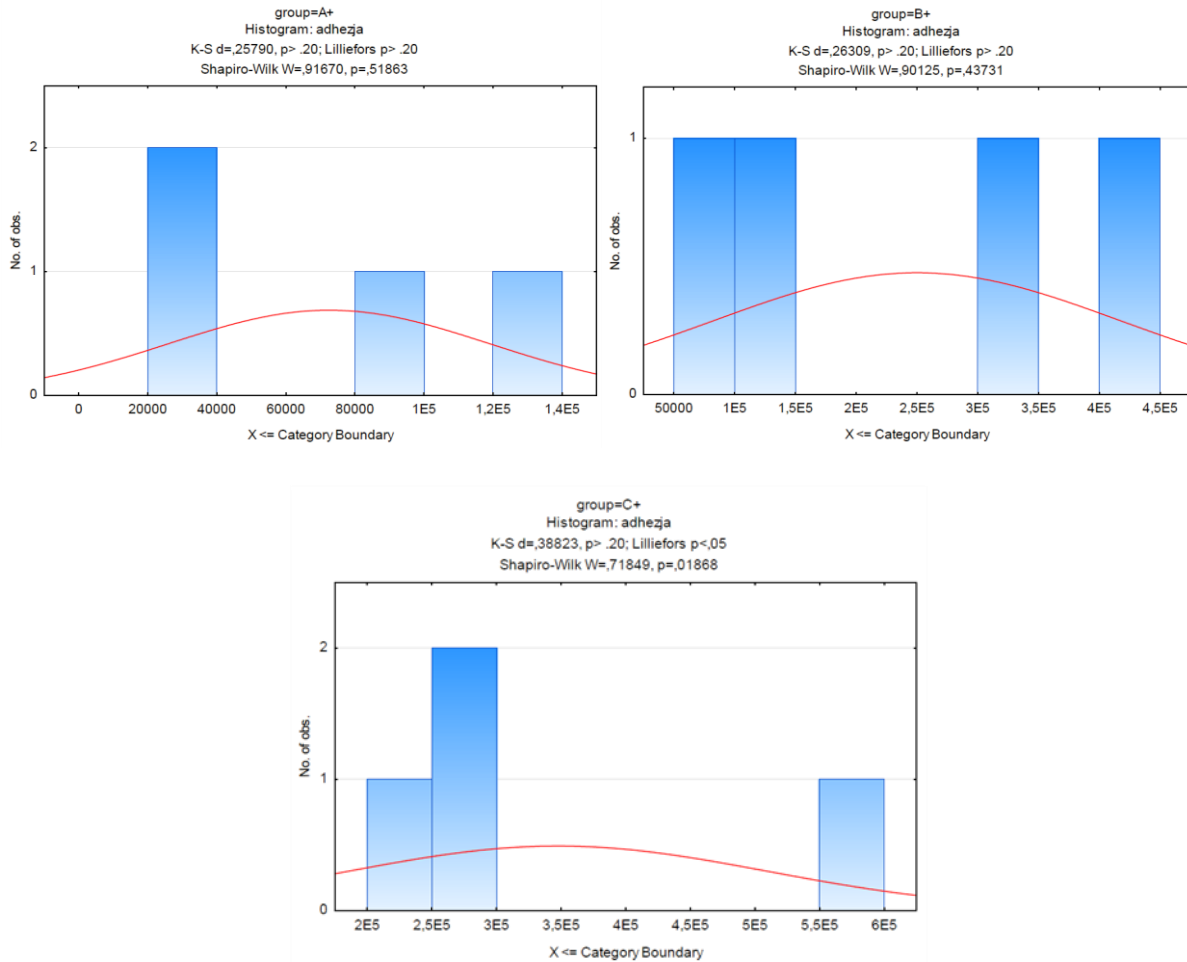 group=A+
Histogram: adhezja
K-S d=,25790, p> .20; Lilliefors p> .20
Shapiro-Wilk W=,91670, p=,51863
2
1
0
No. of obs.
0 20000 40000 60000 80000 1E5 1,2E5 1,4E5
X <= Category Boundary
group=B+
Histogram: adhezja
K-S d=,26309, p> .20; Lilliefors p> .20
Shapiro-Wilk W=,90125, p=,43731
1
0
No. of obs.
50000 1E5 1,5E5 2E5 2,5E5 3E5 3,5E5 4E5 4,5E5
X <= Category Boundary
group=C+
Histogram: adhezja
K-S d=,38823, p> .20; Lilliefors p<,05
Shapiro-Wilk W=,71849, p=,01868
2
1
0
No. of obs.
2E5 2,5E5 3E5 3,5E5 4E5 4,5E5 5E5 5,5E5 6E5
X <= Category Boundary